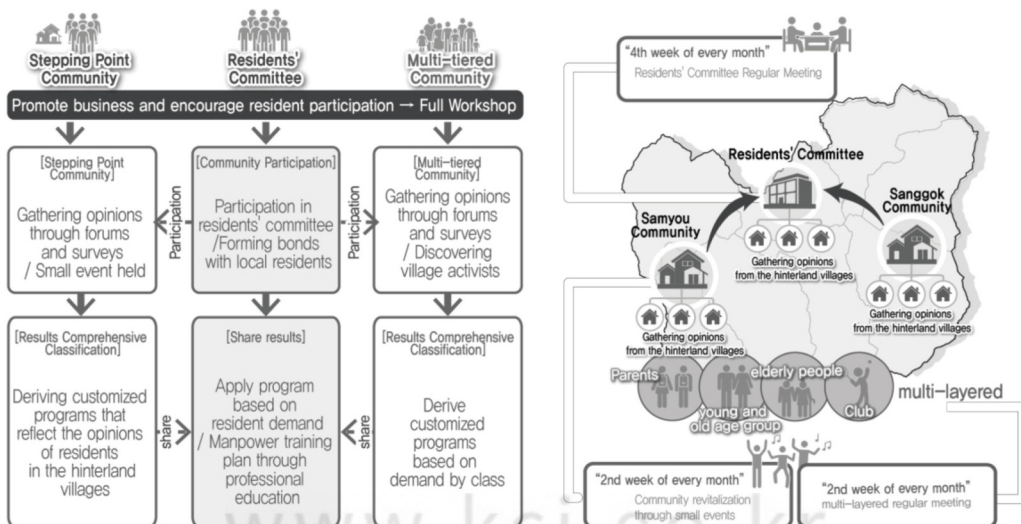 Stepping Point
Community
Residents'
Committee
Multi-tiered
Community
Promote business and encourage resident participation → Full Workshop
[Stepping Point
Community]
Gathering opinions
through forums
and surveys
/ Small event held
Participation
[Community Participation]
Participation in
residents' committee
/Forming bonds
with local residents
Participation
[Multi-tiered
Community]
Gathering opinions
through forums
and surveys
/ Discovering
village activists
[Results Comprehensive
Classification]
Deriving customized
programs that
reflect the opinions
of residents
in the hinterland
villages
share
[Share results]
Apply program
based on
resident demand
/ Manpower training
plan through
professional
education
share
[Results Comprehensive
Classification]
Derive
customized
programs
based on
demand by class
"4th week of every month"
Residents' Committee Regular Meeting
Residents' Committee
Samyou
Community
Sanggok
Community
Gathering opinions
from the hinterland villages
Gathering opinions
from the hinterland villages
Gathering opinions
from the hinterland villages
Parents
young and
old age group
elderly people
Club
multi-layered
"2nd week of every month"
Community revitalization
through small events
"2nd week of every month"
multi-layered regular meeting